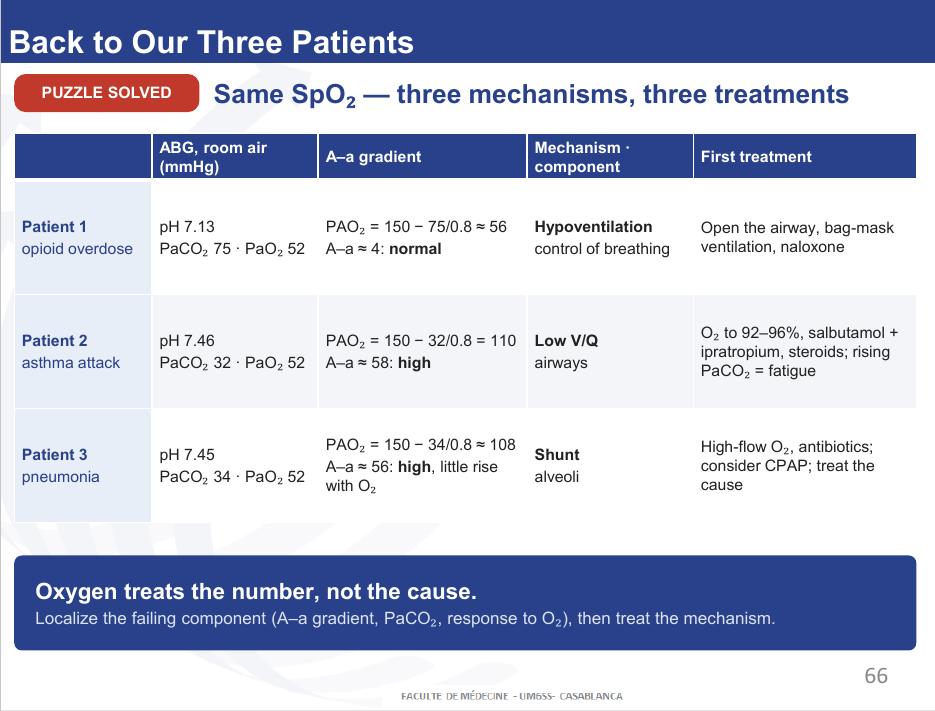 Back to Our Three Patients
PUZZLE SOLVED
Same SpO₂ — three mechanisms, three treatments
ABG, room air
(mmHg)
A–a gradient
Mechanism ·
component
First treatment
Patient 1
opioid overdose
pH 7.13
PaCO₂ 75 · PaO₂ 52
PAO₂ = 150 − 75/0.8 ≈ 56
A–a ≈ 4: normal
Hypoventilation
control of breathing
Open the airway, bag-mask
ventilation, naloxone
Patient 2
asthma attack
pH 7.46
PaCO₂ 32 · PaO₂ 52
PAO₂ = 150 − 32/0.8 = 110
A–a ≈ 58: high
Low V/Q
airways
O₂ to 92–96%, salbutamol +
ipratropium, steroids; rising
PaCO₂ = fatigue
Patient 3
pneumonia
pH 7.45
PaCO₂ 34 · PaO₂ 52
PAO₂ = 150 − 34/0.8 ≈ 108
A–a ≈ 56: high, little rise
with O₂
Shunt
alveoli
High-flow O₂, antibiotics;
consider CPAP; treat the
cause
Oxygen treats the number, not the cause.
Localize the failing component (A–a gradient, PaCO₂, response to O₂), then treat the mechanism.
66
FACULTE DE MÉDECINE - UM6SS- CASABLANCA